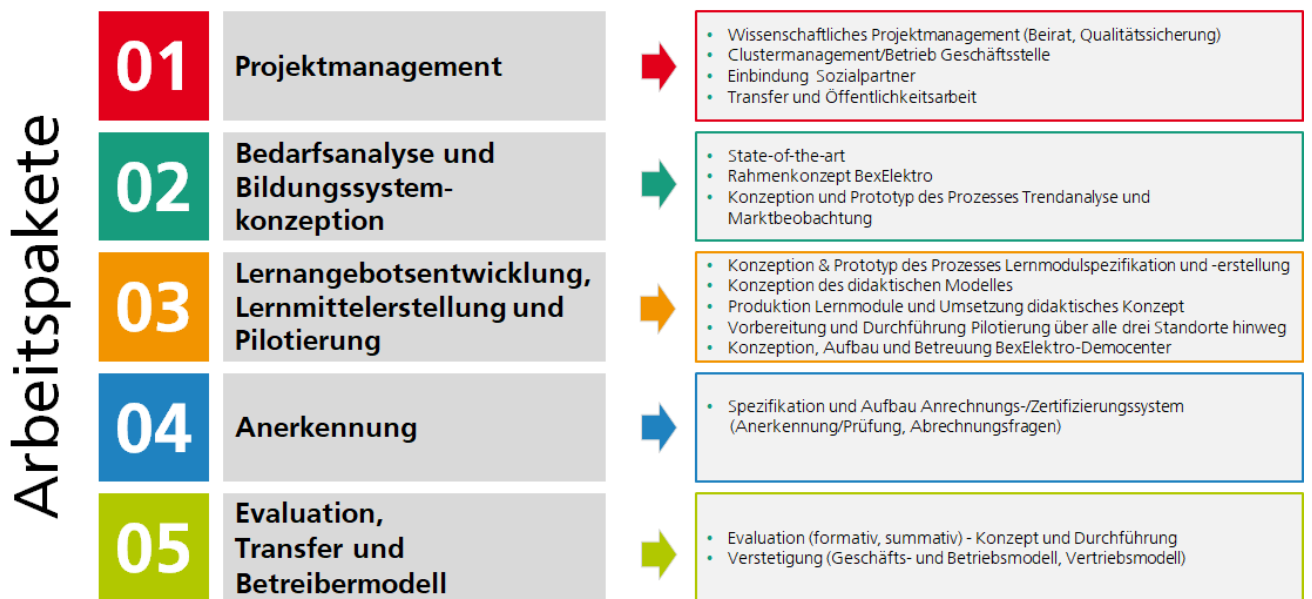 Arbeitspakete
01
Projektmanagement
• Wissenschaftliches Projektmanagement (Beirat, Qualitätssicherung)
• Clustermanagement/Betrieb Geschäftsstelle
• Einbindung Sozialpartner
• Transfer und Öffentlichkeitsarbeit
02
Bedarfsanalyse und
Bildungssystem-
konzeption
• State-of-the-art
• Rahmenkonzept BexElektro
• Konzeption und Prototyp des Prozesses Trendanalyse und
Marktbeobachtung
03
Lernangebotsentwicklung,
Lernmittelerstellung und
Pilotierung
• Konzeption & Prototyp des Prozesses Lernmodulspezifikation und -erstellung
• Konzeption des didaktischen Modelles
• Produktion Lernmodule und Umsetzung didaktisches Konzept
• Vorbereitung und Durchführung Pilotierung über alle drei Standorte hinweg
• Konzeption, Aufbau und Betreuung BexElektro-Democenter
04
Anerkennung
• Spezifikation und Aufbau Anrechnungs-/Zertifizierungssystem
(Anerkennung/Prüfung, Abrechnungsfragen)
05
Evaluation,
Transfer und
Betreibermodell
• Evaluation (formativ, summativ) - Konzept und Durchführung
• Verstetigung (Geschäfts- und Betriebsmodell, Vertriebsmodell)